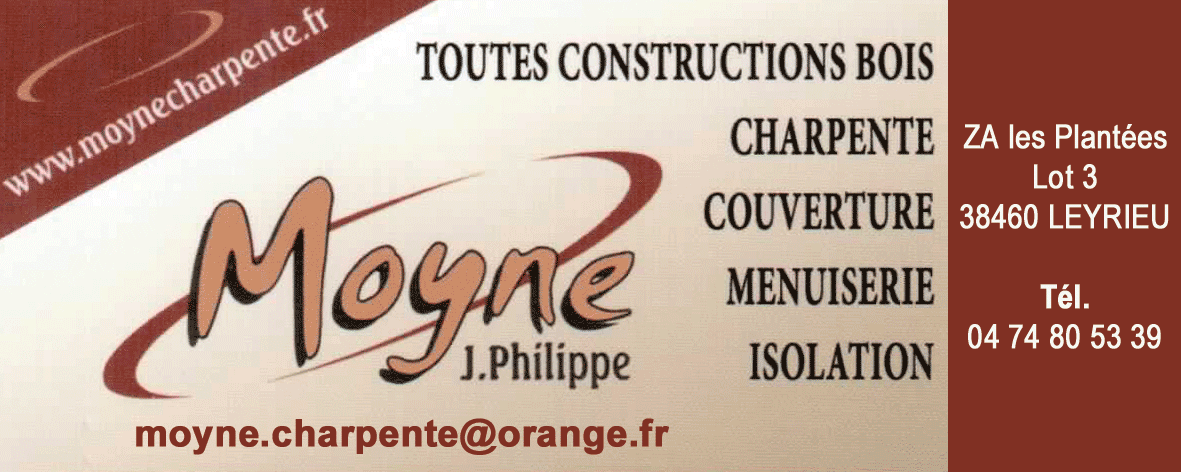 www.moynecharpente.fr
TOUTES CONSTRUCTIONS BOIS
CHARPENTE
COUVERTURE
MENUISERIE
ISOLATION
Moyne
J.Philippe
moyne.charpente@orange.fr
ZA les Plantées
Lot 3
38460 LEYRIEU
Tél.
04 74 80 53 39